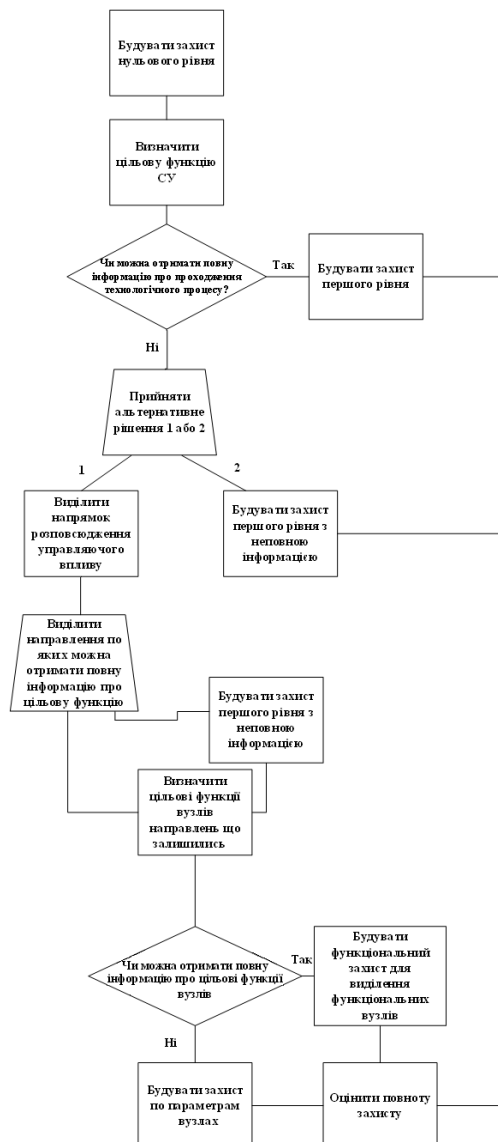 Будувати захист
нульового рівня
Визначити
цільову функцію
СУ
Чи можна отримати повну
інформацію про проходження
технологічного процесу?
Так
Будувати захист
першого рівня
Ні
Прийняти
альтернативне
рішення 1 або 2
1
2
Виділити
напрямок
розповсюдження
управляючого
впливу
Будувати захист
першого рівня з
неповною
інформацією
Виділити
направлення по
яких можна
отримати повну
інформацію про
цільову функцію
Будувати захист
першого рівня з
неповною
інформацією
Визначити
цільові функції
вузлів
направлень що
залишились
Чи можна отримати повну
інформацію про цільові функції
вузлів
Так
Будувати
функціональний
захист для
виділення
функціональних
вузлів
Ні
Будувати захист
по параметрам
вузлах
Оцінити повноту
захисту